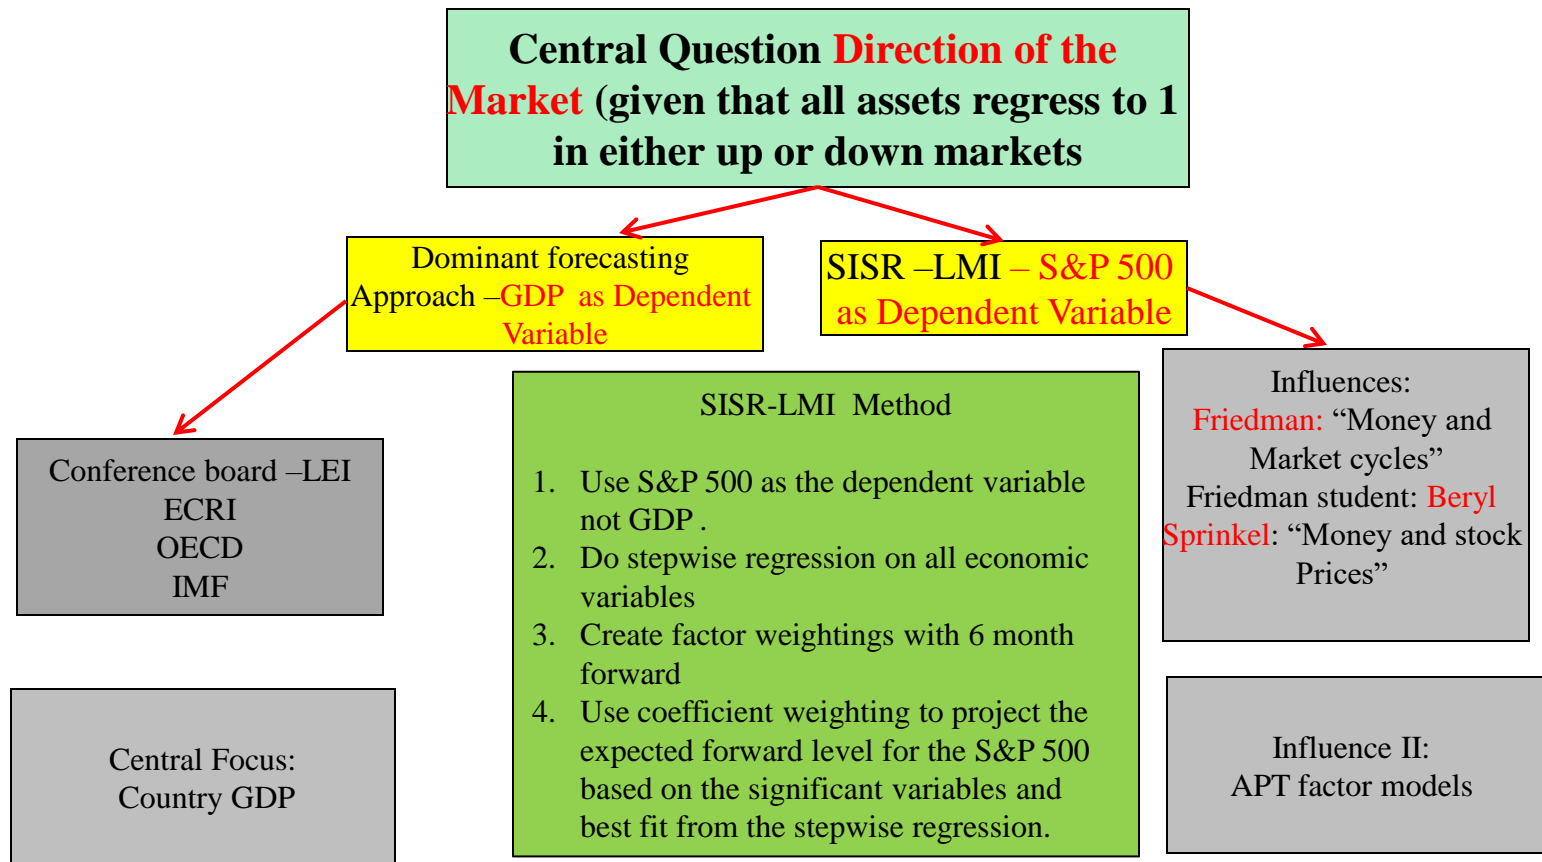 Central Question Direction of the
Market (given that all assets regress to 1
in either up or down markets
Dominant forecasting
Approach –GDP as Dependent
Variable
SISR –LMI – S&P 500
as Dependent Variable
Conference board –LEI
ECRI
OECD
IMF
Central Focus:
Country GDP
SISR-LMI Method
1. Use S&P 500 as the dependent variable
not GDP .
2. Do stepwise regression on all economic
variables
3. Create factor weightings with 6 month
forward
4. Use coefficient weighting to project the
expected forward level for the S&P 500
based on the significant variables and
best fit from the stepwise regression.
Influences:
Friedman: “Money and
Market cycles”
Friedman student: Beryl
Sprinkel: “Money and stock
Prices”
Influence II:
APT factor models